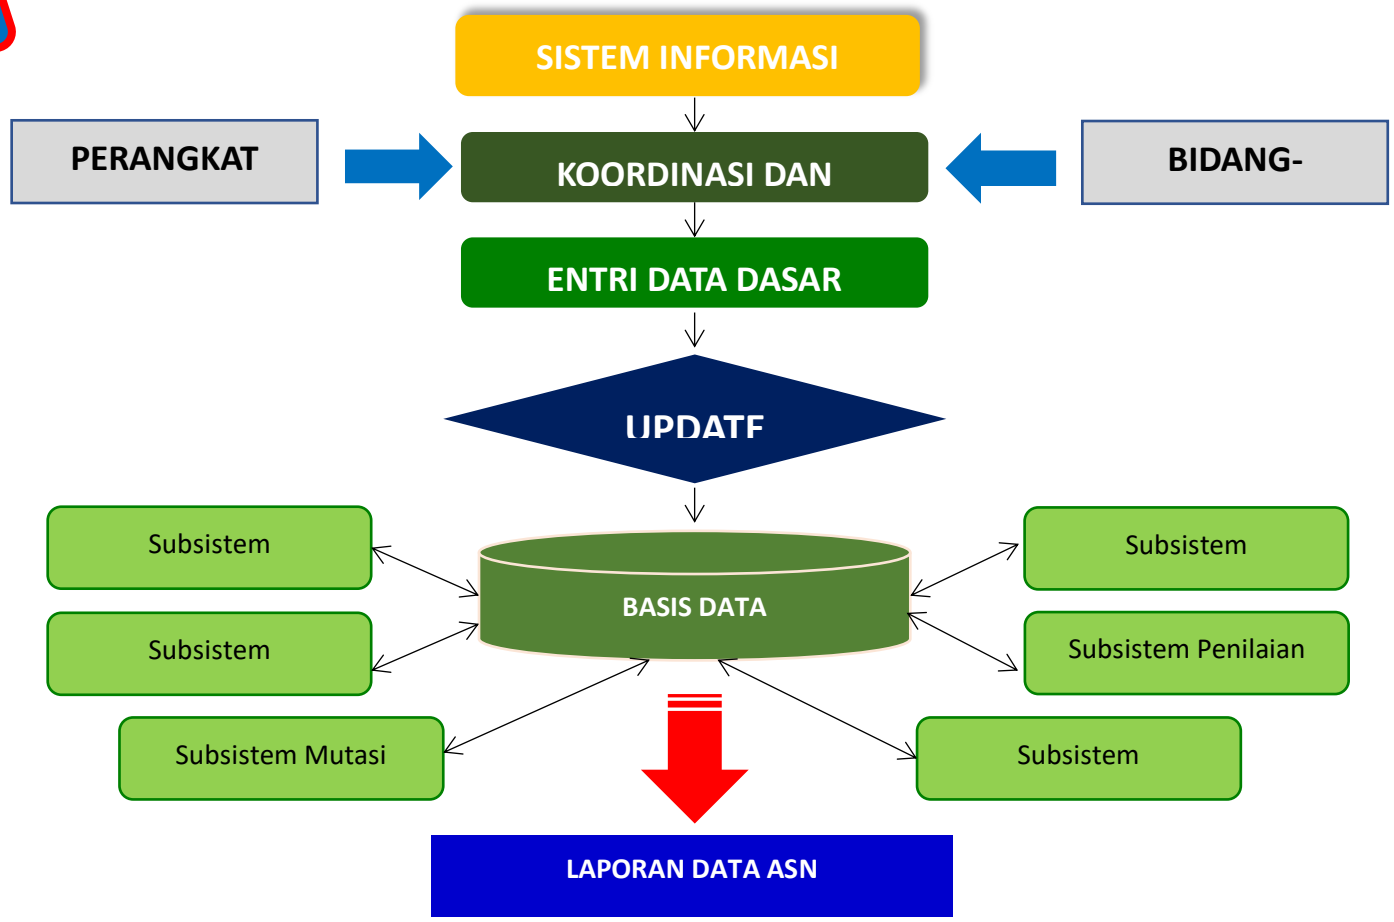 SISTEM INFORMASI
PERANGKAT
KOORDINASI DAN
BIDANG-
ENTRI DATA DASAR
UPDATE
Subsistem
Subsistem
BASIS DATA
Subsistem
Subsistem Penilaian
Subsistem Mutasi
Subsistem
LAPORAN DATA ASN